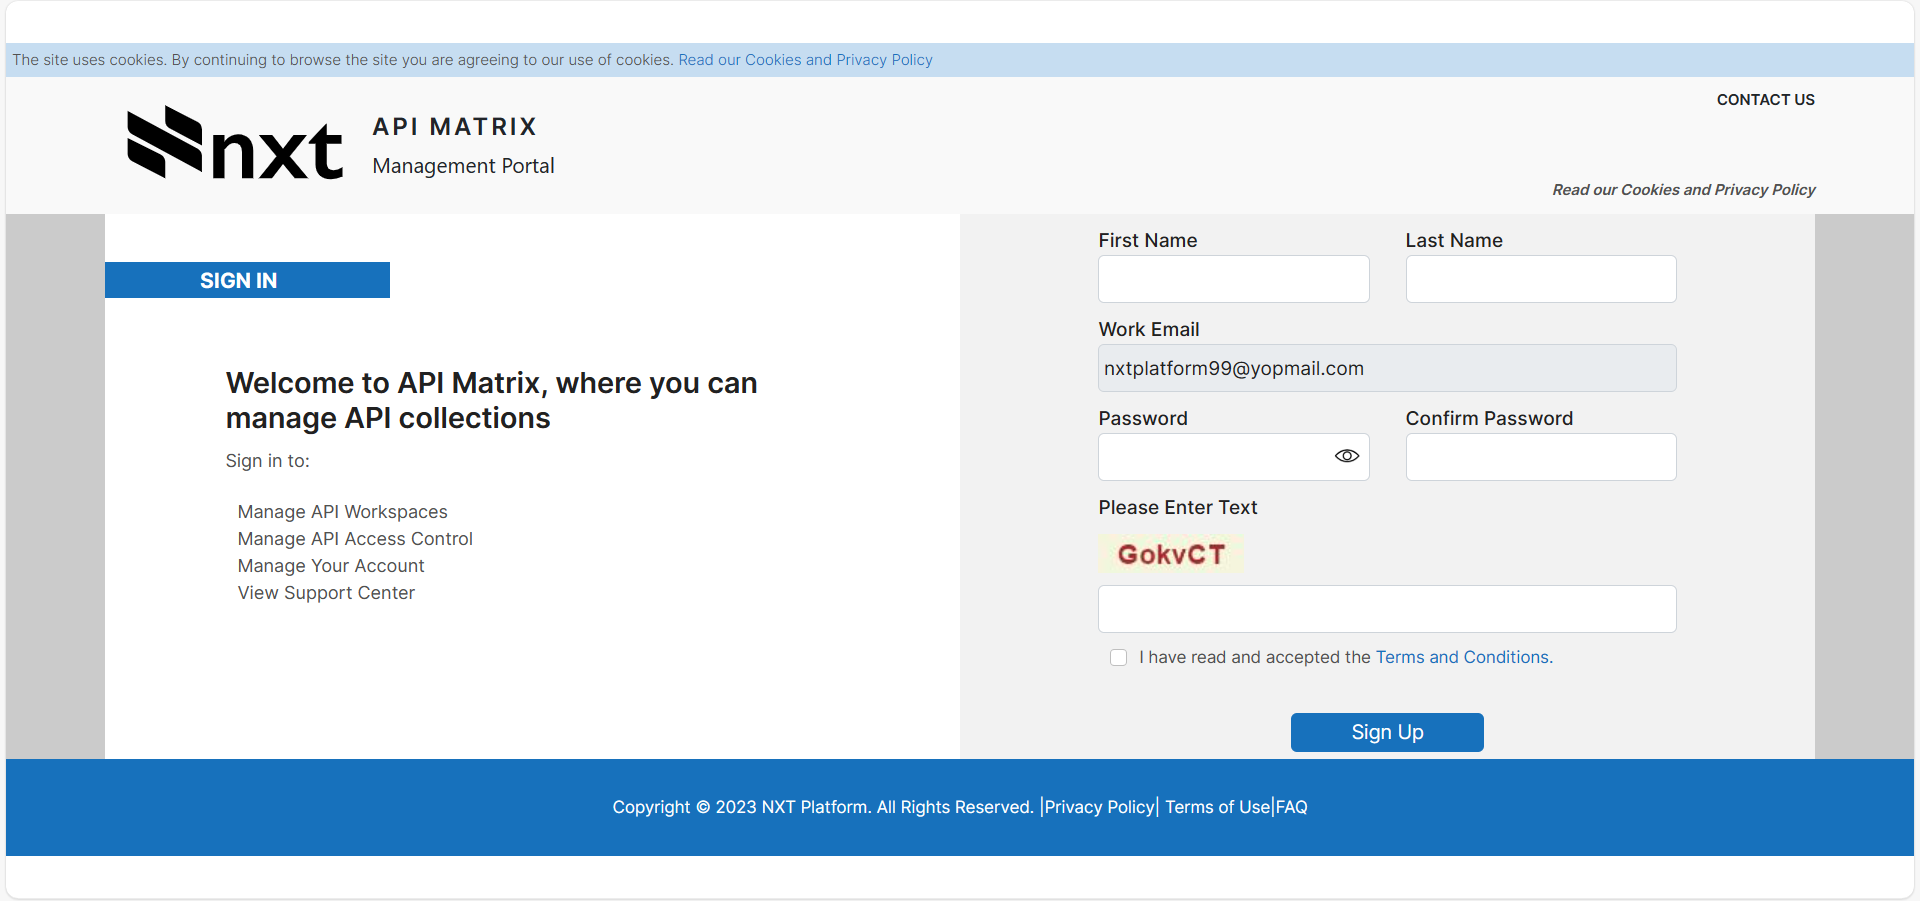 The site uses cookies. By continuing to browse the site you are agreeing to our use of cookies. Read our Cookies and Privacy Policy
CONTACT US
nxt
API MATRIX
Management Portal
Read our Cookies and Privacy Policy
SIGN IN
Welcome to API Matrix, where you can
manage API collections
Sign in to:
Manage API Workspaces
Manage API Access Control
Manage Your Account
View Support Center
First Name
Last Name
Work Email
nxtplatform99@yopmail.com
Password
Confirm Password
Please Enter Text
GokvCT
I have read and accepted the Terms and Conditions.
Sign Up
Copyright © 2023 NXT Platform. All Rights Reserved. |Privacy Policy| Terms of Use|FAQ